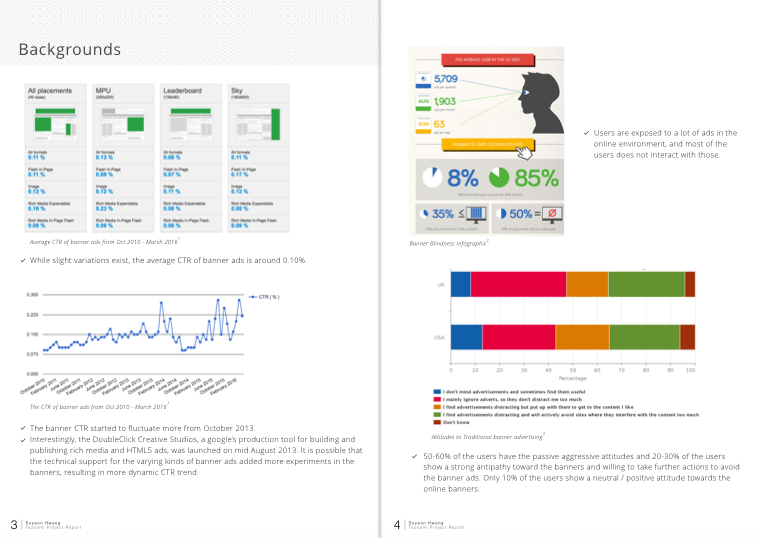 Backgrounds
All placements
MPU
(300x250)
Leaderboard
(728x90)
Sky
(160x600)
All formats
0.11 %
All formats
0.13 %
All formats
0.08 %
All formats
0.11 %
Flash In-Page
0.11 %
Flash In-Page
0.09 %
Flash In-Page
0.07 %
Flash In-Page
0.17 %
Image
0.12 %
Image
0.12 %
Image
0.11 %
Image
0.12 %
Rich Media Expandable
0.16 %
Rich Media Expandable
0.23 %
Rich Media Expandable
0.08 %
Rich Media Expandable
0.06 %
Rich Media In-Page Flash
0.08 %
Rich Media In-Page Flash
0.09 %
Rich Media In-Page Flash
0.08 %
Rich Media In-Page Flash
0.08 %
Average CTR of banner ads from Oct 2010 - March 2016
While slight variations exist, the average CTR of banner ads is around 0.10%.
0.300
0.225
0.150
0.075
0.000
CTR ( % )
October 2010
February 2011
June 2011
October 2011
February 2012
June 2012
October 2012
February 2013
June 2013
October 2013
February 2014
June 2014
October 2014
February 2015
June 2015
October 2015
February 2016
The CTR of banner ads from Oct 2010 - March 2016
The banner CTR started to fluctuate more from October 2013.
Interestingly, the DoubleClick Creative Studios, a google's production tool for building and
publishing rich media and HTML5 ads, was launched on mid August 2013. It is possible that
the technical support for the varying kinds of banner ads added more experiments in the
banners, resulting in more dynamic CTR trend.
3
Soyeon Hwang
Tsunami Project Report
THE AVERAGE USER IN THE US SEES
5,709
AUG
1,903
SUN
63
NUMBER OF USERS CLICKING ON ADS
8%
85%
35% ≤
50% =
Banner Blindness Infographic
Users are exposed to a lot of ads in the
online environment, and most of the
users does not interact with those.
UK
USA
0 10 20 30 40 50 60 70 80 90 100
Percentage
I don't mind advertisements and sometimes find them useful
I mainly ignore adverts, so they don't distract me too much
I find advertisements distracting but put up with them to get to the content I like
I find advertisements distracting and will actively avoid sites where they interfere with the content too much
Don't know
Attitudes to Traditional banner advertising
50-60% of the users have the passive aggressive attitudes and 20-30% of the users
show a strong antipathy toward the banners and willing to take further actions to avoid
the banner ads. Only 10% of the users show a neutral / positive attitude towards the
online banners.
4
Soyeon Hwang
Tsunami Project Report